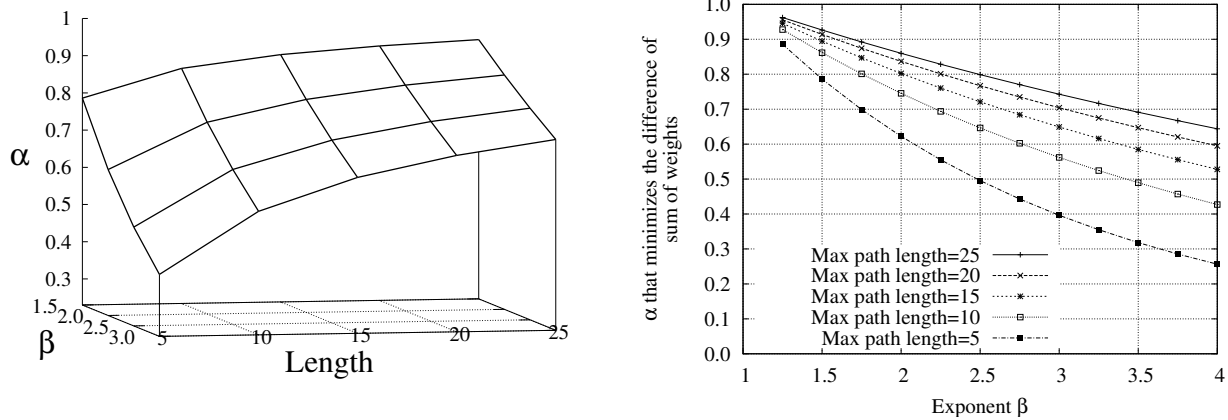 1
0.9
0.8
0.7
α
0.6
0.5
0.4
0.3
1.5
2.0
2.5
3.0
β
5
10
15
20
25
Length
α that minimizes the difference of
sum of weights
1.0
0.9
0.8
0.7
0.6
0.5
0.4
0.3
0.2
0.1
0.0
Max path length=25
Max path length=20
Max path length=15
Max path length=10
Max path length=5
1 1.5 2 2.5 3 3.5 4
Exponent β